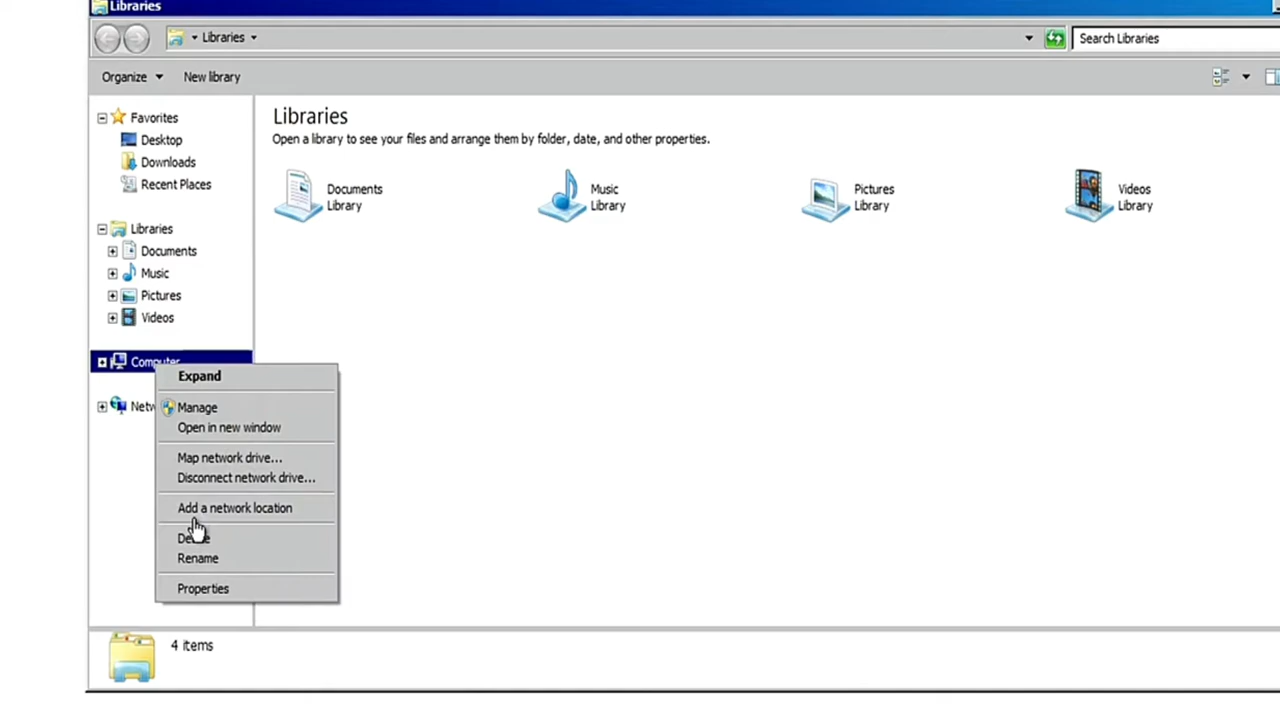 Libraries
Libraries
Search Libraries
Organize
New library
Favorites
Desktop
Downloads
Recent Places
Libraries
Documents
Music
Pictures
Videos
Computer
Libraries
Open a library to see your files and arrange them by folder, date, and other properties.
Documents
Library
Music
Library
Pictures
Library
Videos
Library
Expand
Manage
Open in new window
Map network drive...
Disconnect network drive...
Add a network location
Rename
Properties
4 items